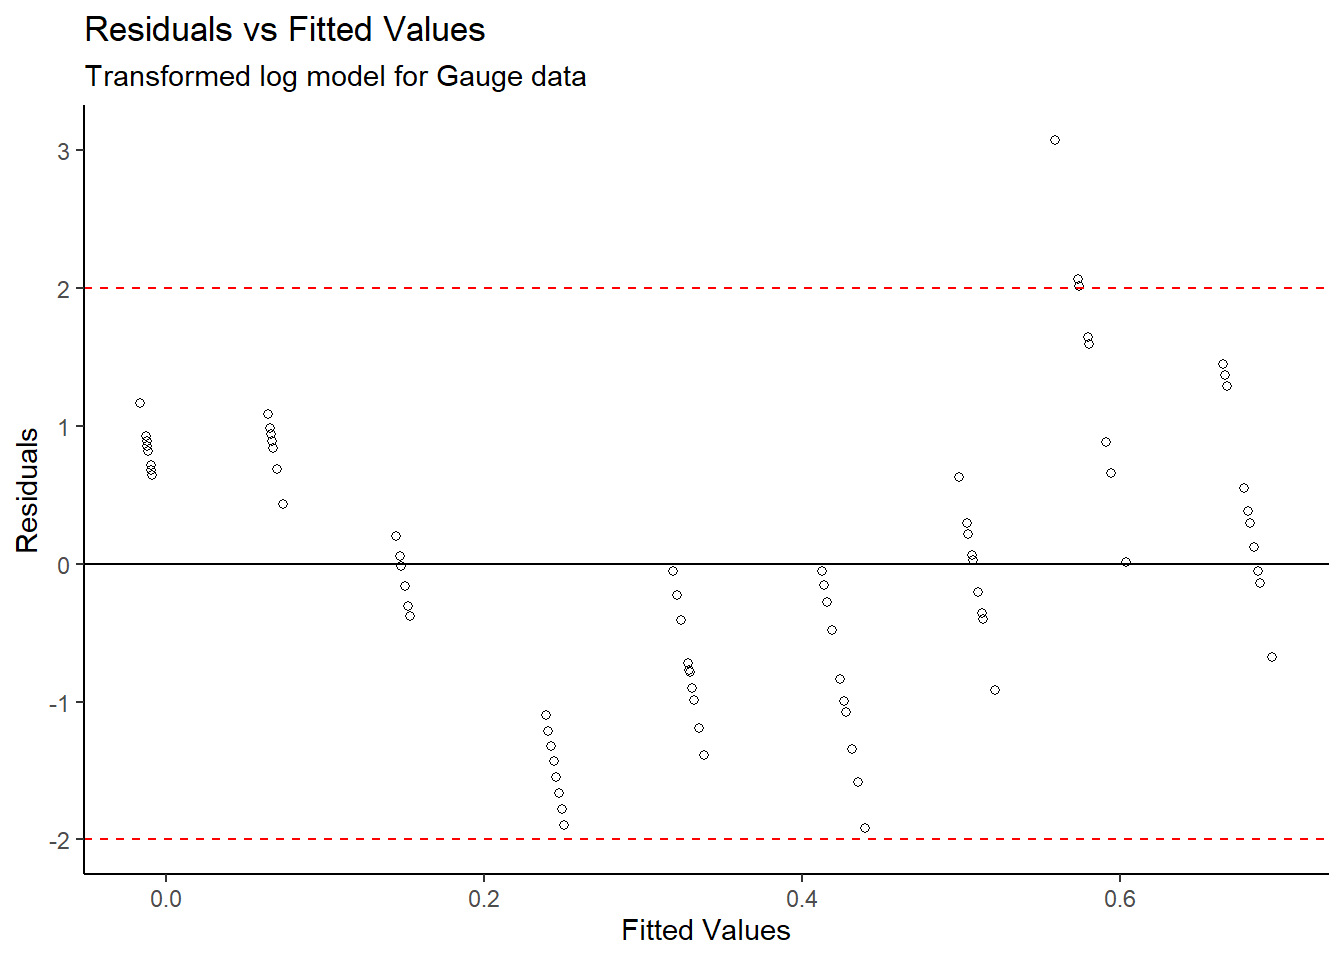 Residuals vs Fitted Values
Transformed log model for Gauge data
3
2
1
0
-1
-2
Residuals
0.0 0.2 0.4 0.6
Fitted Values